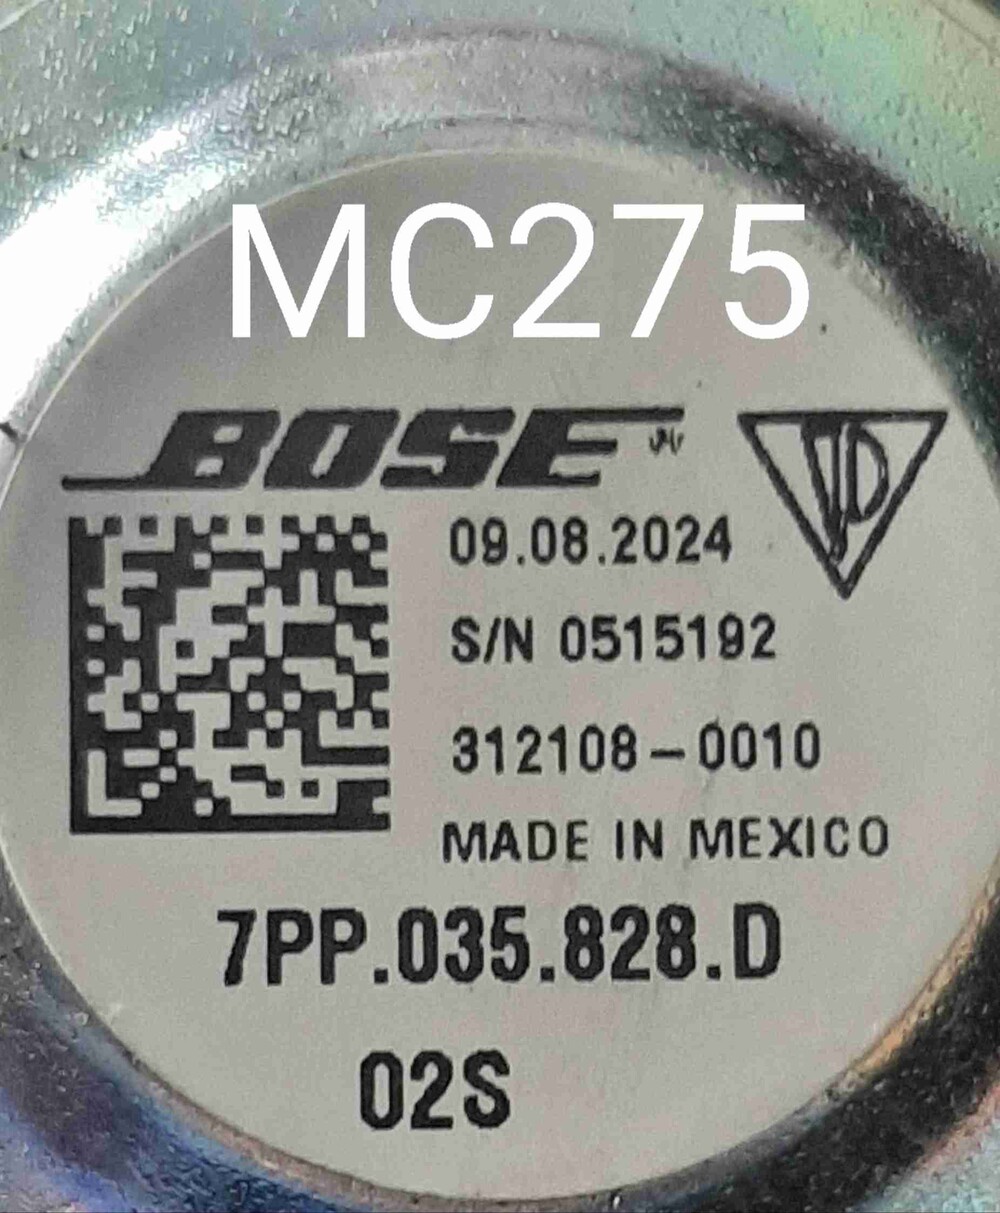 MC275
BOSE
09.08.2024
S/N 0515192
312108-0010
MADE IN MEXICO
7PP.035.828.D
02S